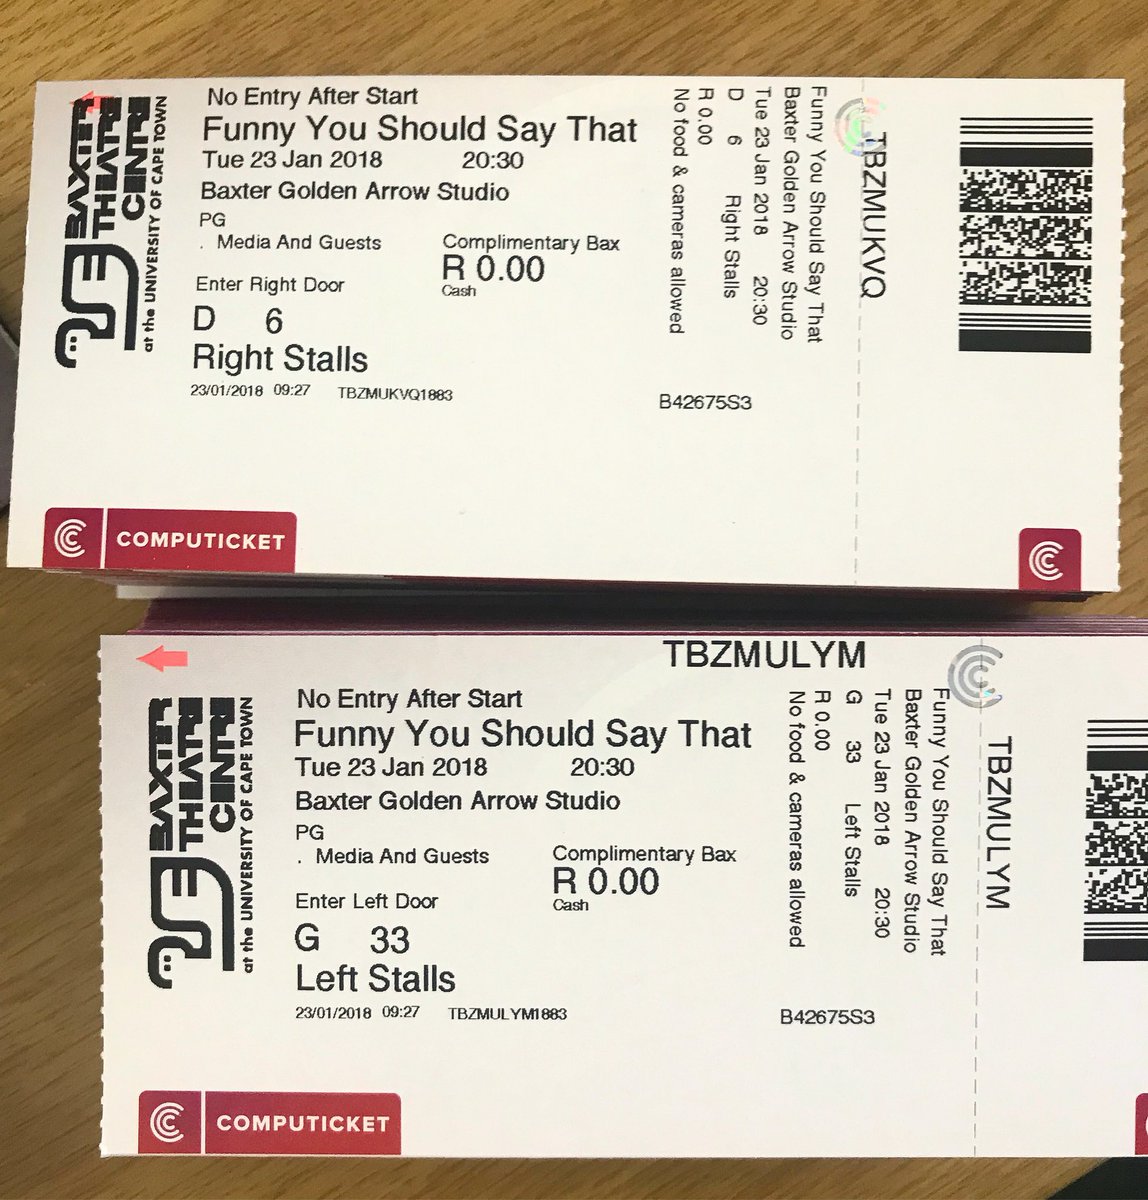 BAXTER
THEATRE
CENTRE
at the UNIVERSITY OF CAPE TOWN
No Entry After Start
Funny You Should Say That
Tue 23 Jan 2018 20:30
Baxter Golden Arrow Studio
PG
. Media And Guests Complimentary Bax
R 0.00
Cash
Enter Right Door
D 6
Right Stalls
23/01/2018 09:27 TBZMUKVQ1883
Funny You Should Say That
Baxter Golden Arrow Studio
Tue 23 Jan 2018 20:30
D 6 Right Stalls
R 0.00
No food & cameras allowed
B42675S3
TBZMUKVQ
COMPUTICKET
TBZMULYM
BAXTER
THEATRE
CENTRE
at the UNIVERSITY OF CAPE TOWN
No Entry After Start
Funny You Should Say That
Tue 23 Jan 2018 20:30
Baxter Golden Arrow Studio
PG
. Media And Guests Complimentary Bax
R 0.00
Cash
Enter Left Door
G 33
Left Stalls
23/01/2018 09:27 TBZMULYM1883
Funny You Should Say That
Baxter Golden Arrow Studio
Tue 23 Jan 2018 20:30
G 33 Left Stalls
R 0.00
No food & cameras allowed
B42675S3
TBZMULYM
COMPUTICKET